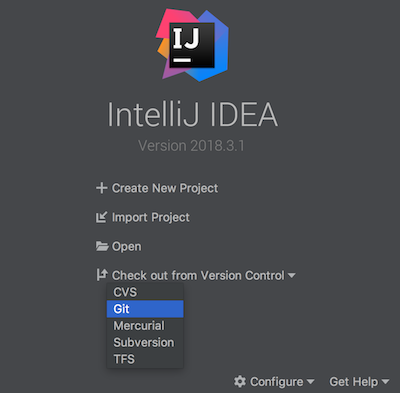 IJ
IntelliJ IDEA
Version 2018.3.1
Create New Project
Import Project
Open
Check out from Version Control
CVS
Git
Mercurial
Subversion
TFS
Configure Get Help